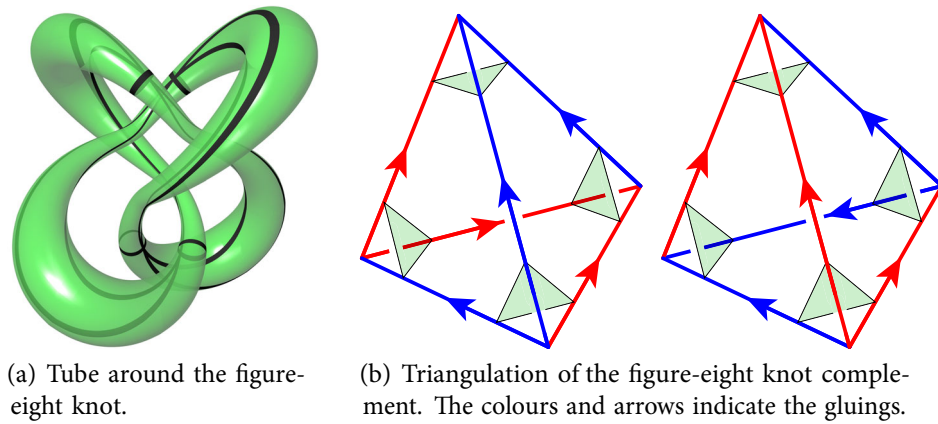 (a) Tube around the figure-
eight knot.
(b) Triangulation of the figure-eight knot comple-
ment. The colours and arrows indicate the gluings.